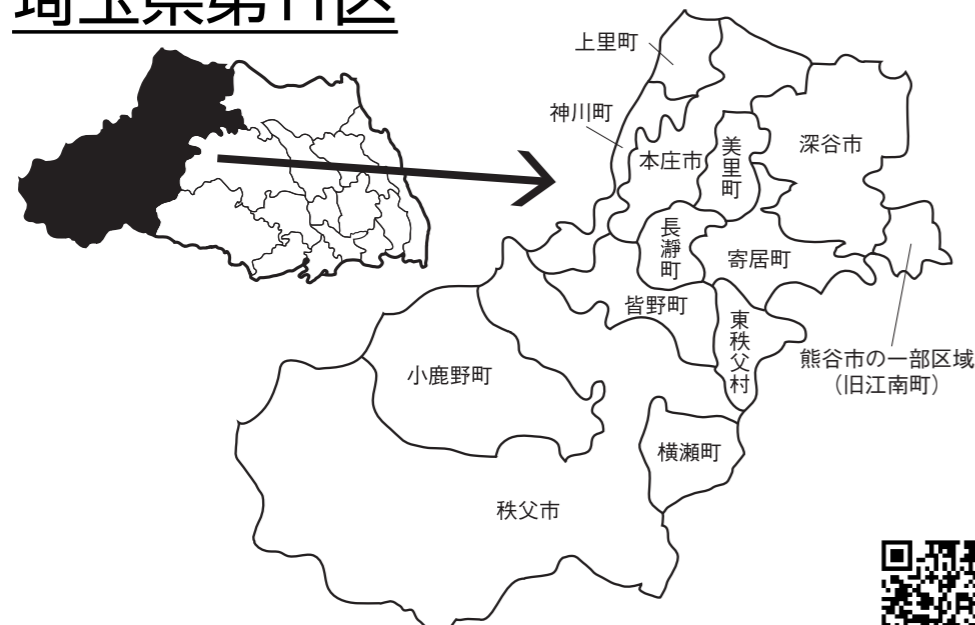 埼玉県第11区
上里町
神川町
本庄市
美里町
深谷市
長瀞町
寄居町
皆野町
東秩父村
熊谷市の一部区域
(旧江南町)
小鹿野町
横瀬町
秩父市